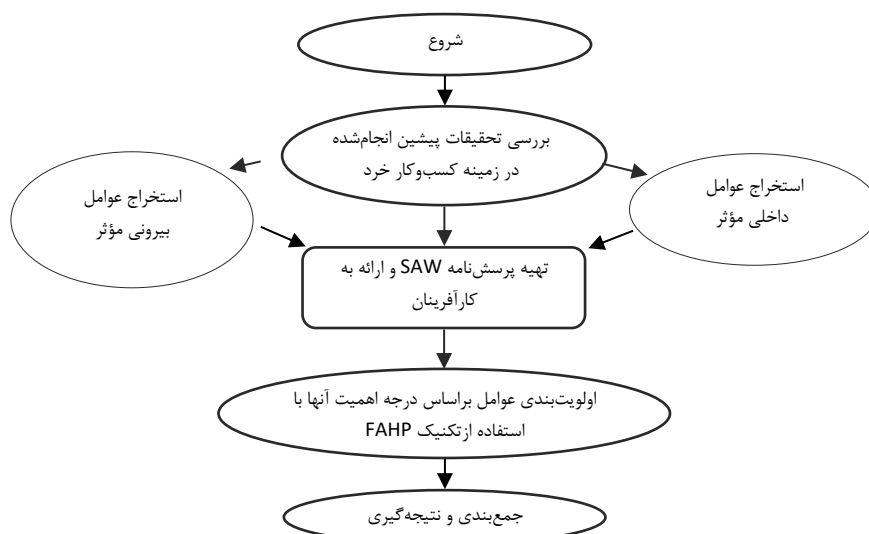 شروع
بررسی تحقیقات پیشین انجام‌شده
در زمینه کسب‌وکار خرد
استخراج عوامل
داخلی مؤثر
استخراج عوامل
بیرونی مؤثر
تهیه پرسش‌نامه SAW و ارائه به
کارآفرینان
اولویت‌بندی عوامل براساس درجه اهمیت آنها با
استفاده ازتکنیک FAHP
جمع‌بندی و نتیجه‌گیری